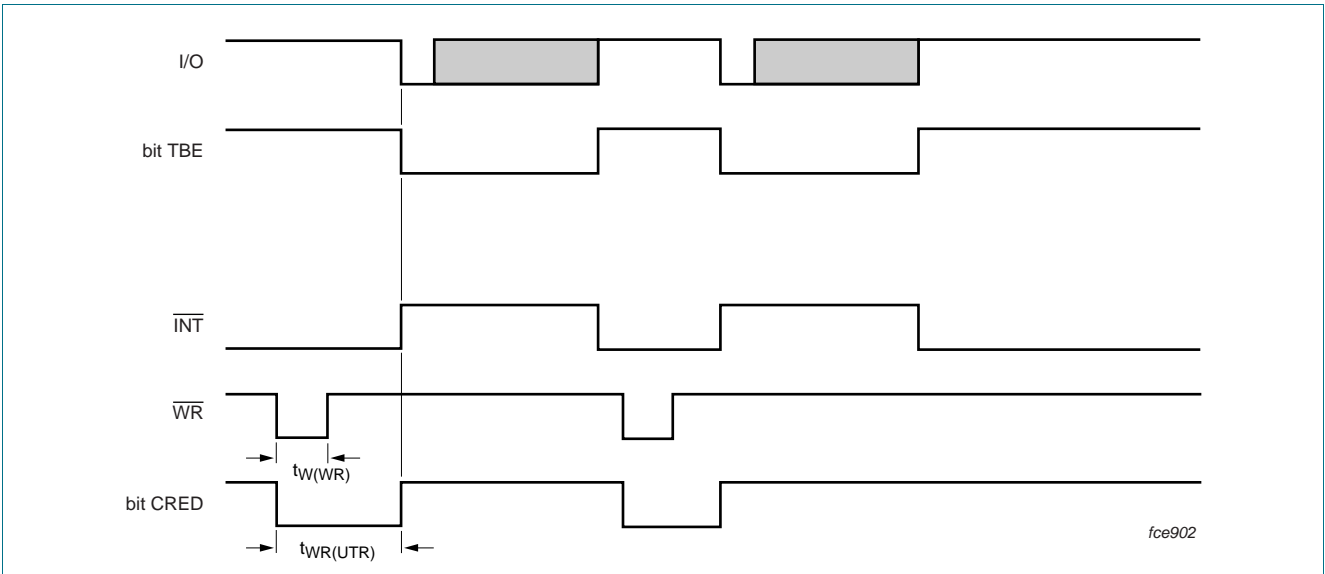 I/O
bit TBE
INT
WR
tW(WR)
bit CRED
tWR(UTR)
fce902